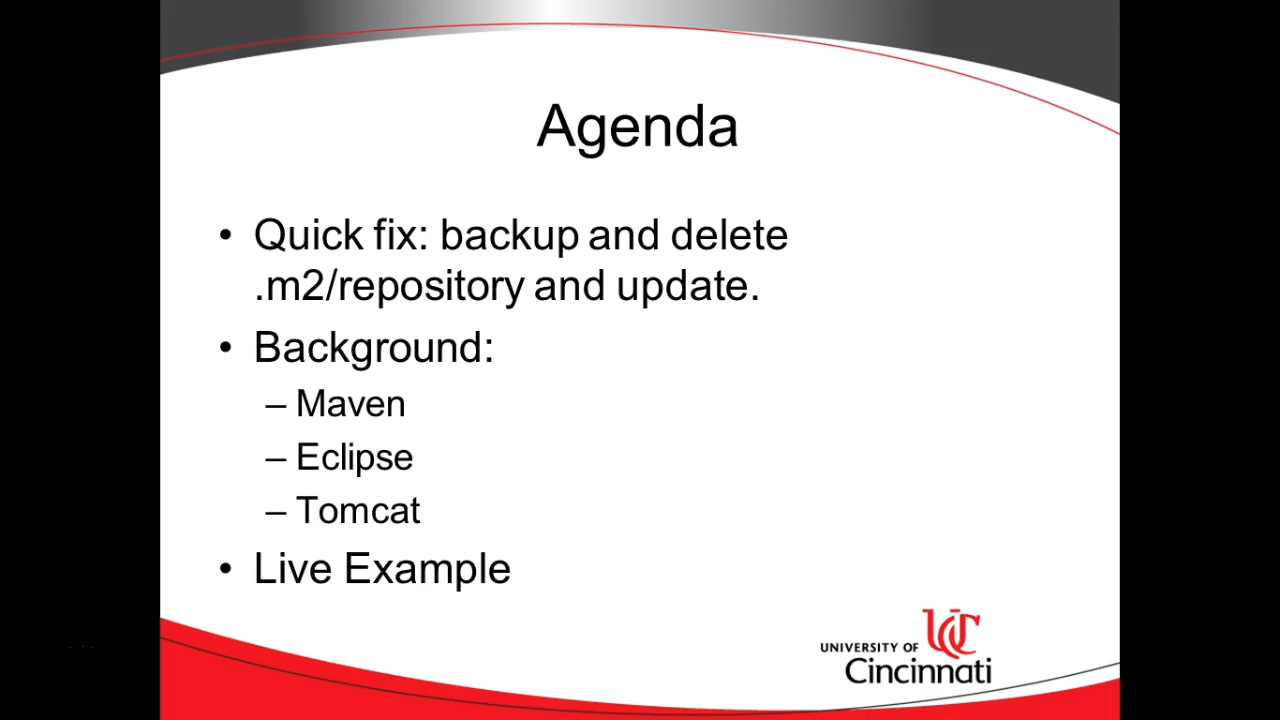 Agenda
• Quick fix: backup and delete
.m2/repository and update.
• Background:
– Maven
– Eclipse
– Tomcat
• Live Example
UC
UNIVERSITY OF
Cincinnati